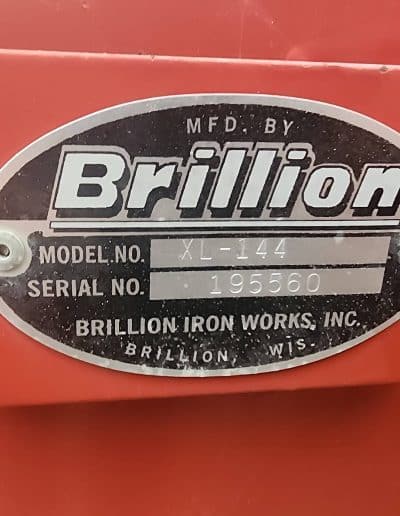 MFD. BY
Brillion
MODEL NO. XL-144
SERIAL NO. 195560
BRILLION IRON WORKS, INC.
BRILLION, WIS.